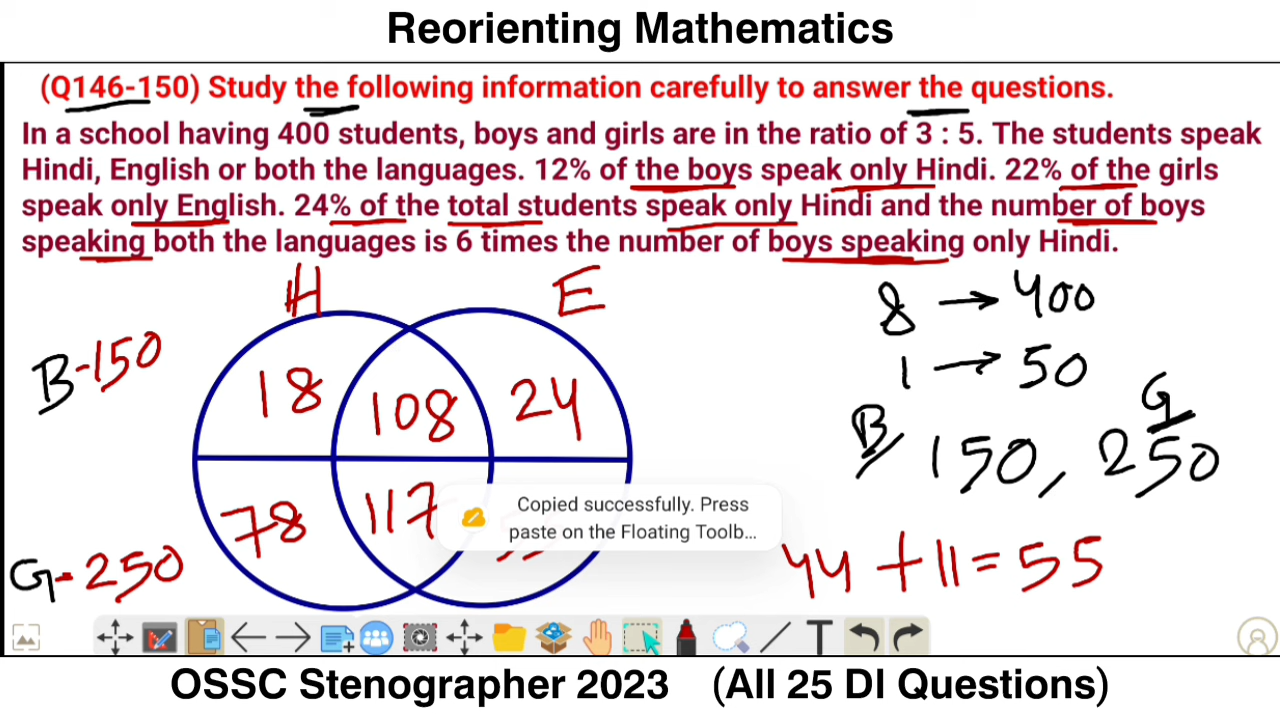 Reorienting Mathematics
(Q146-150) Study the following information carefully to answer the questions.
In a school having 400 students, boys and girls are in the ratio of 3 : 5. The students speak
Hindi, English or both the languages. 12% of the boys speak only Hindi. 22% of the girls
speak only English. 24% of the total students speak only Hindi and the number of boys
speaking both the languages is 6 times the number of boys speaking only Hindi.
H E
8 → 400
B-150
18 108 24
1 → 50
B G
150, 250
78 117
Copied successfully. Press
paste on the Floating Toolb...
G-250
44 + 11 = 55
T
OSSC Stenographer 2023 (All 25 DI Questions)